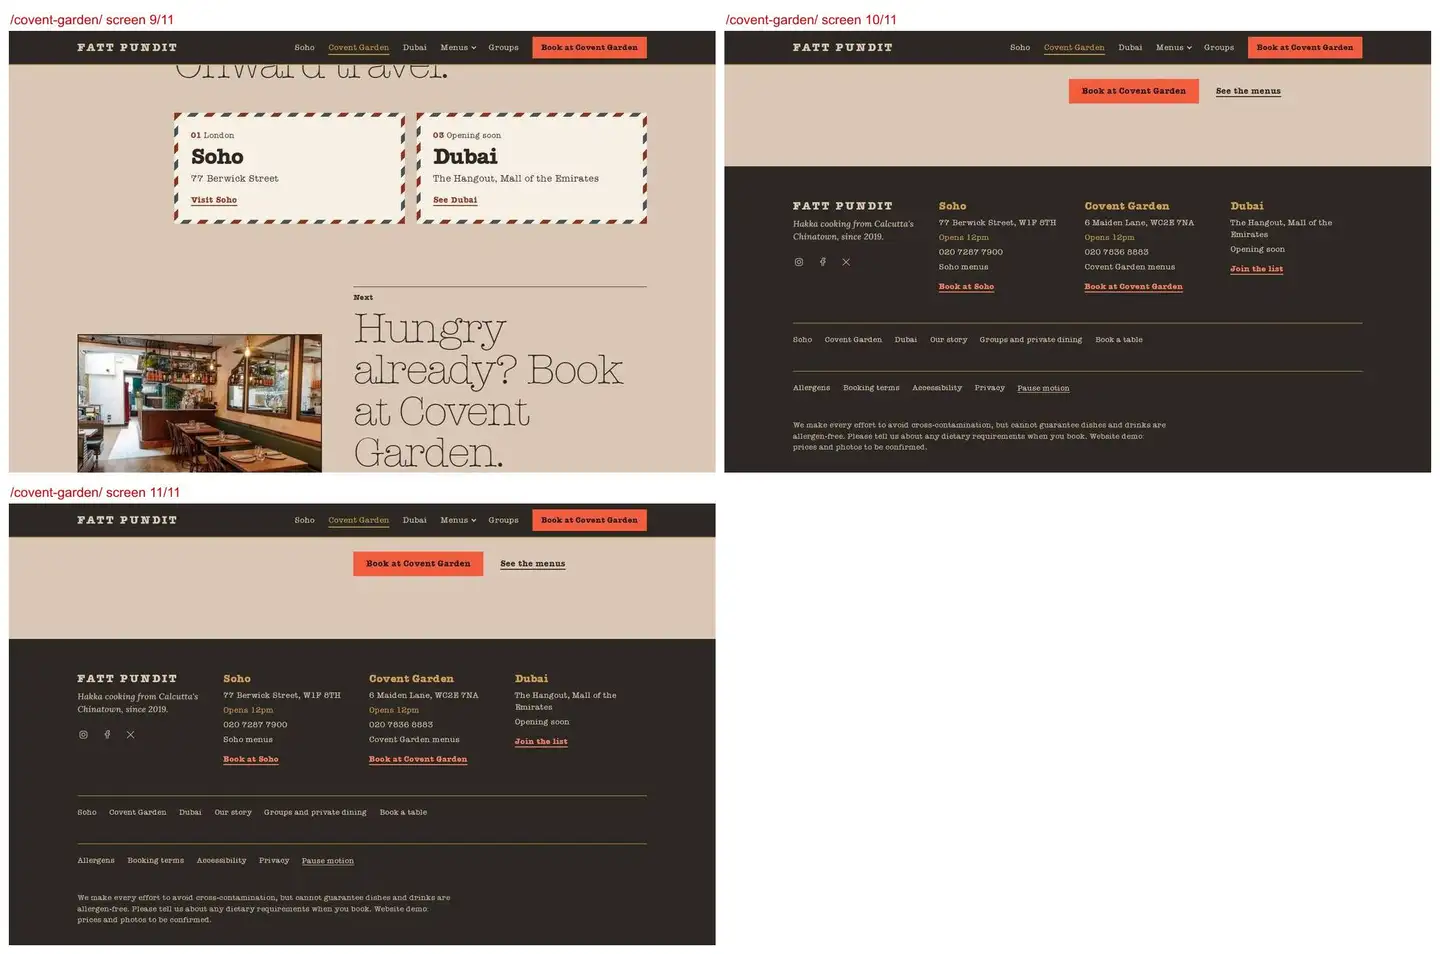 /covent-garden/ screen 9/11
FATT PUNDIT
Soho Covent Garden Dubai Menus Groups Book at Covent Garden
Onward travel.
01 London
Soho
77 Berwick Street
Visit Soho
03 Opening soon
Dubai
The Hangout, Mall of the Emirates
See Dubai
Next
Hungry
already? Book
at Covent
Garden.
/covent-garden/ screen 10/11
FATT PUNDIT
Soho Covent Garden Dubai Menus Groups Book at Covent Garden
Book at Covent Garden See the menus
FATT PUNDIT
Hakka cooking from Calcutta's
Chinatown, since 2019.
Soho
77 Berwick Street, W1F 8TH
Opens 12pm
020 7287 7900
Soho menus
Book at Soho
Covent Garden
6 Maiden Lane, WC2E 7NA
Opens 12pm
020 7836 8883
Covent Garden menus
Book at Covent Garden
Dubai
The Hangout, Mall of the
Emirates
Opening soon
Join the list
Soho Covent Garden Dubai Our story Groups and private dining Book a table
Allergens Booking terms Accessibility Privacy Pause motion
We make every effort to avoid cross-contamination, but cannot guarantee dishes and drinks are
allergen-free. Please tell us about any dietary requirements when you book. Website demo:
prices and photos to be confirmed.
/covent-garden/ screen 11/11
FATT PUNDIT
Soho Covent Garden Dubai Menus Groups Book at Covent Garden
Book at Covent Garden See the menus
FATT PUNDIT
Hakka cooking from Calcutta's
Chinatown, since 2019.
Soho
77 Berwick Street, W1F 8TH
Opens 12pm
020 7287 7900
Soho menus
Book at Soho
Covent Garden
6 Maiden Lane, WC2E 7NA
Opens 12pm
020 7836 8883
Covent Garden menus
Book at Covent Garden
Dubai
The Hangout, Mall of the
Emirates
Opening soon
Join the list
Soho Covent Garden Dubai Our story Groups and private dining Book a table
Allergens Booking terms Accessibility Privacy Pause motion
We make every effort to avoid cross-contamination, but cannot guarantee dishes and drinks are
allergen-free. Please tell us about any dietary requirements when you book. Website demo:
prices and photos to be confirmed.